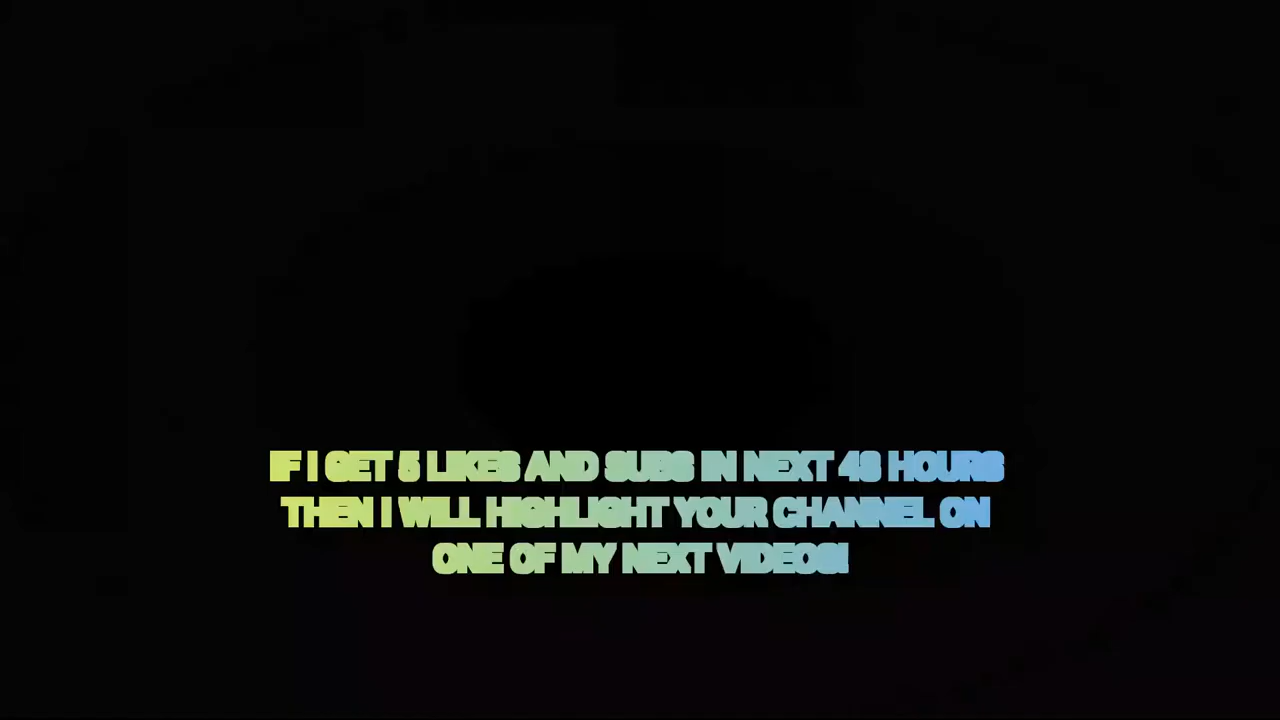 IF I GET 5 LIKES AND SUBS IN NEXT 48 HOURS
THEN I WILL HIGHLIGHT YOUR CHANNEL ON
ONE OF MY NEXT VIDEOS!